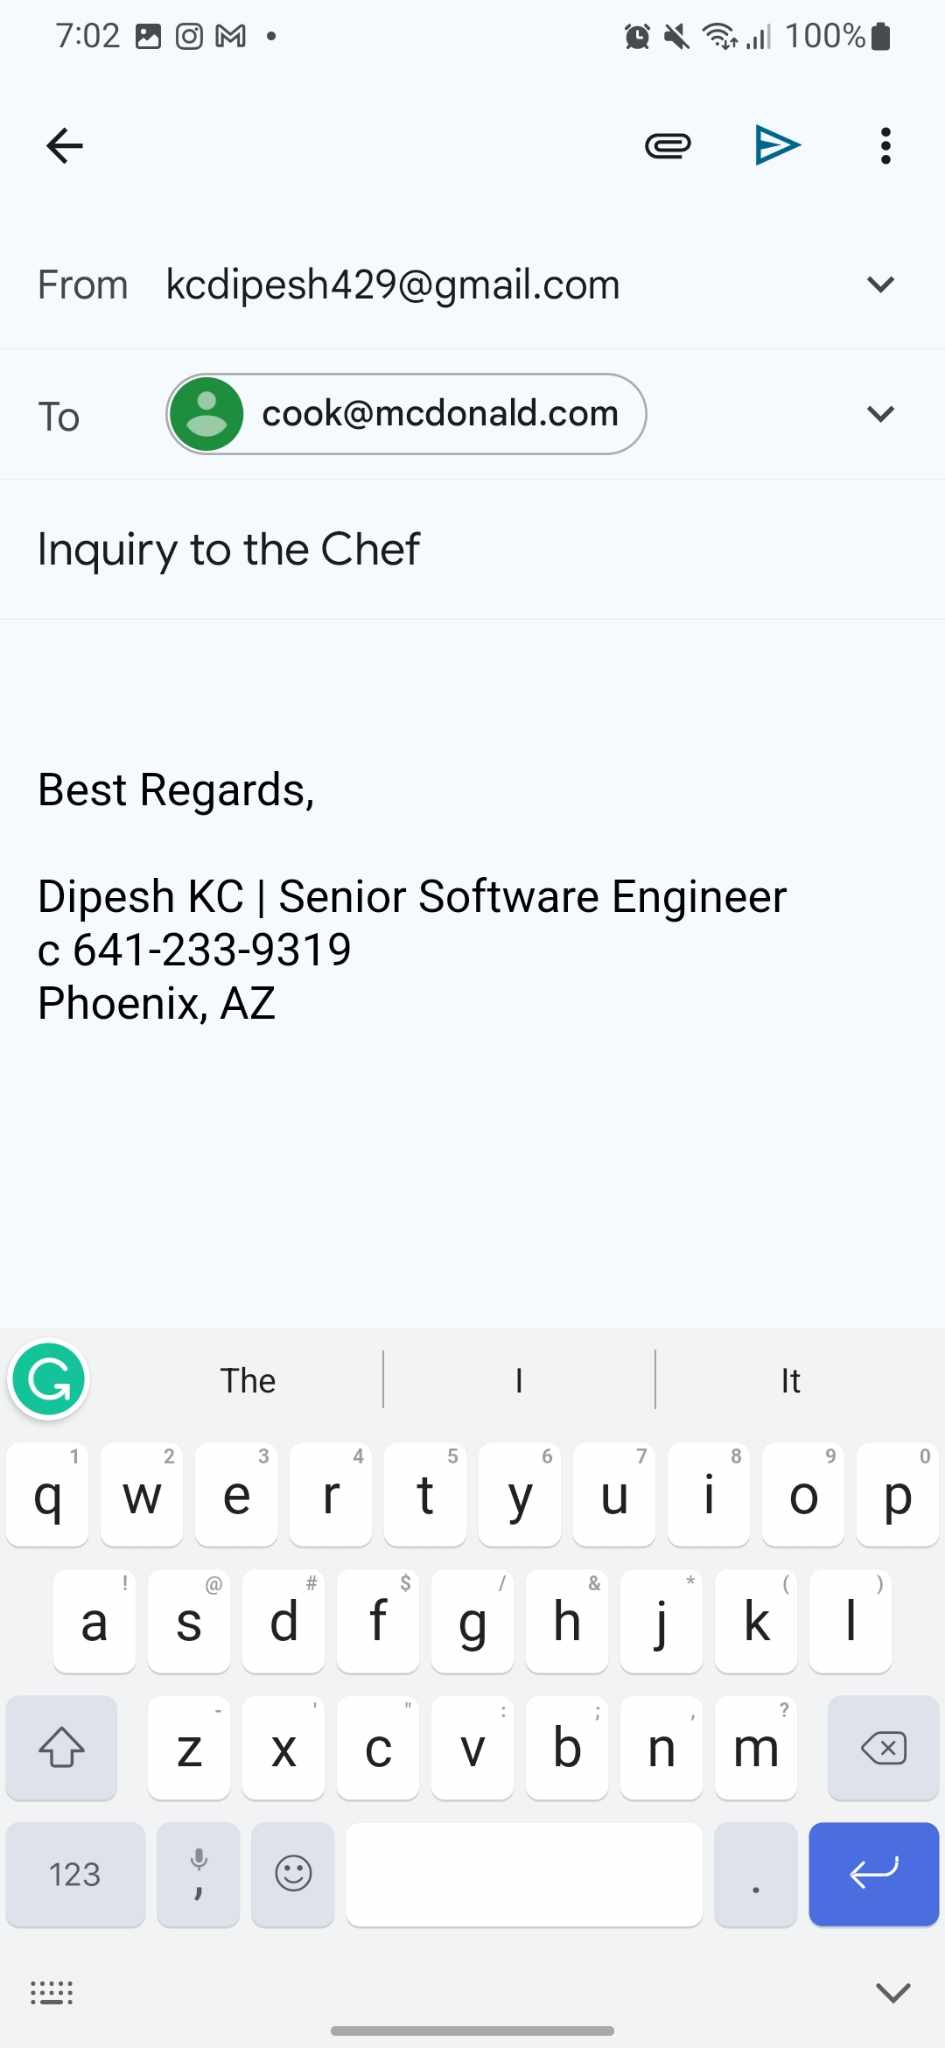 7:02 100%
From kcdipesh429@gmail.com
To cook@mcdonald.com
Inquiry to the Chef
Best Regards,
Dipesh KC | Senior Software Engineer
c 641-233-9319
Phoenix, AZ
The I It
1 2 3 4 5 6 7 8 9 0
q w e r t y u i o p
! @ # $ / & * ( )
a s d f g h j k l
- ' " : ; , ?
z x c v b n m
123 , .